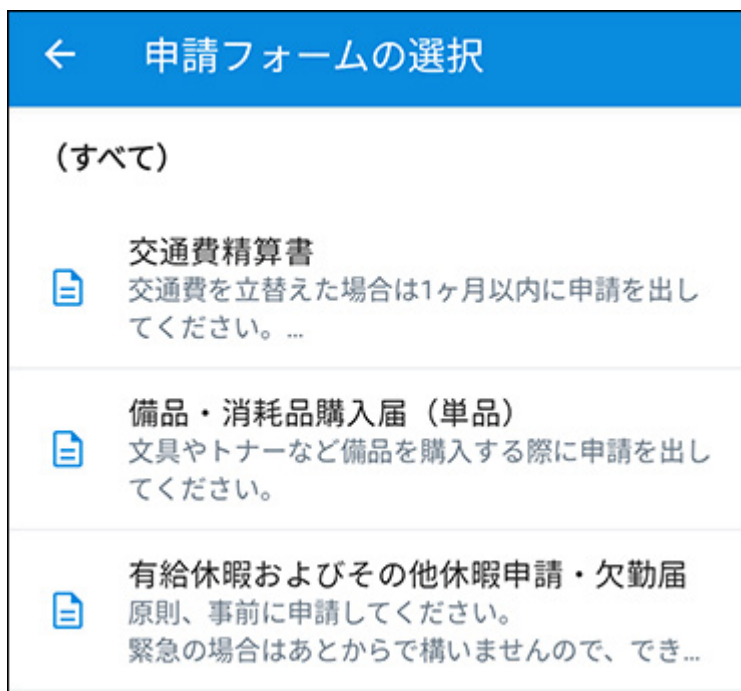 申請フォームの選択
（すべて）
交通費精算書
交通費を立替えた場合は1ヶ月以内に申請を出し
てください。...
備品・消耗品購入届（単品）
文具やトナーなど備品を購入する際に申請を出し
てください。
有給休暇およびその他休暇申請・欠勤届
原則、事前に申請してください。
緊急の場合はあとからで構いませんので、でき...